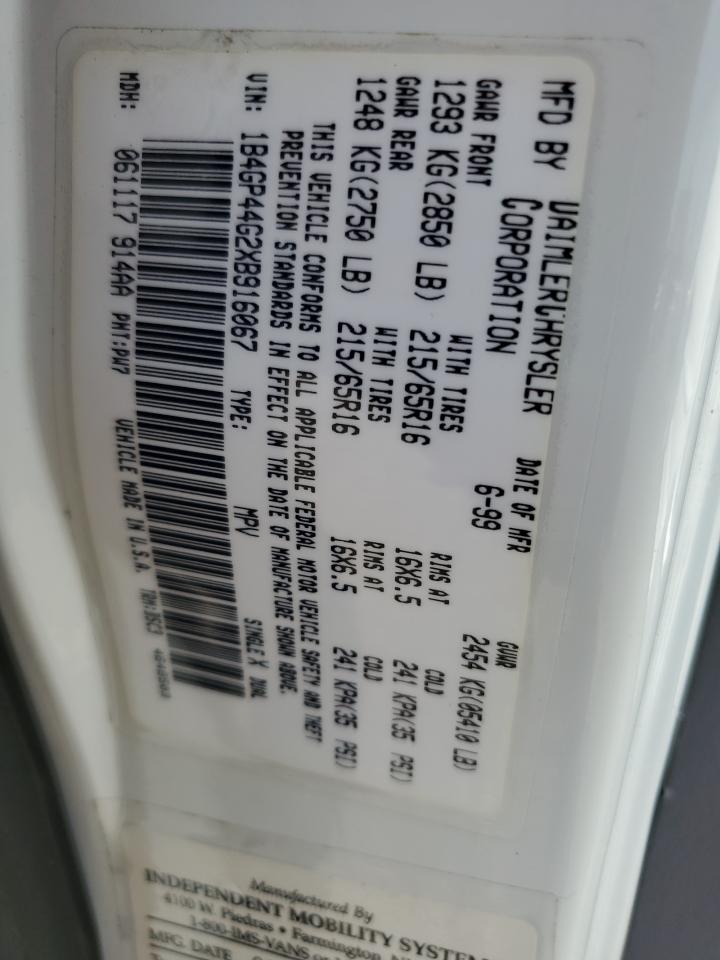 MFD BY DAIMLERCHRYSLER CORPORATION
DATE OF MFR
6-99
GVWR
2454 KG(05410 LB)
GAWR FRONT
WITH TIRES
RIMS AT
COLD
1293 KG(2850 LB)
215/65R16
16X6.5
241 KPA(35 PSI)
GAWR REAR
WITH TIRES
RIMS AT
COLD
1248 KG(2750 LB)
215/65R16
16X6.5
241 KPA(35 PSI)
THIS VEHICLE CONFORMS TO ALL APPLICABLE FEDERAL MOTOR VEHICLE SAFETY AND THEFT
PREVENTION STANDARDS IN EFFECT ON THE DATE OF MANUFACTURE SHOWN ABOVE.
VIN: 1B4GP44G2XB916067 TYPE: MPV SINGLE X DUAL
MDH: 061117 914AA PNT:PW7 VEHICLE MADE IN U.S.A.
Manufactured By
INDEPENDENT MOBILITY SYSTEM
4100 W. Piedras • Farmington,
1-800-IMS-VANS or
MFG. DATE